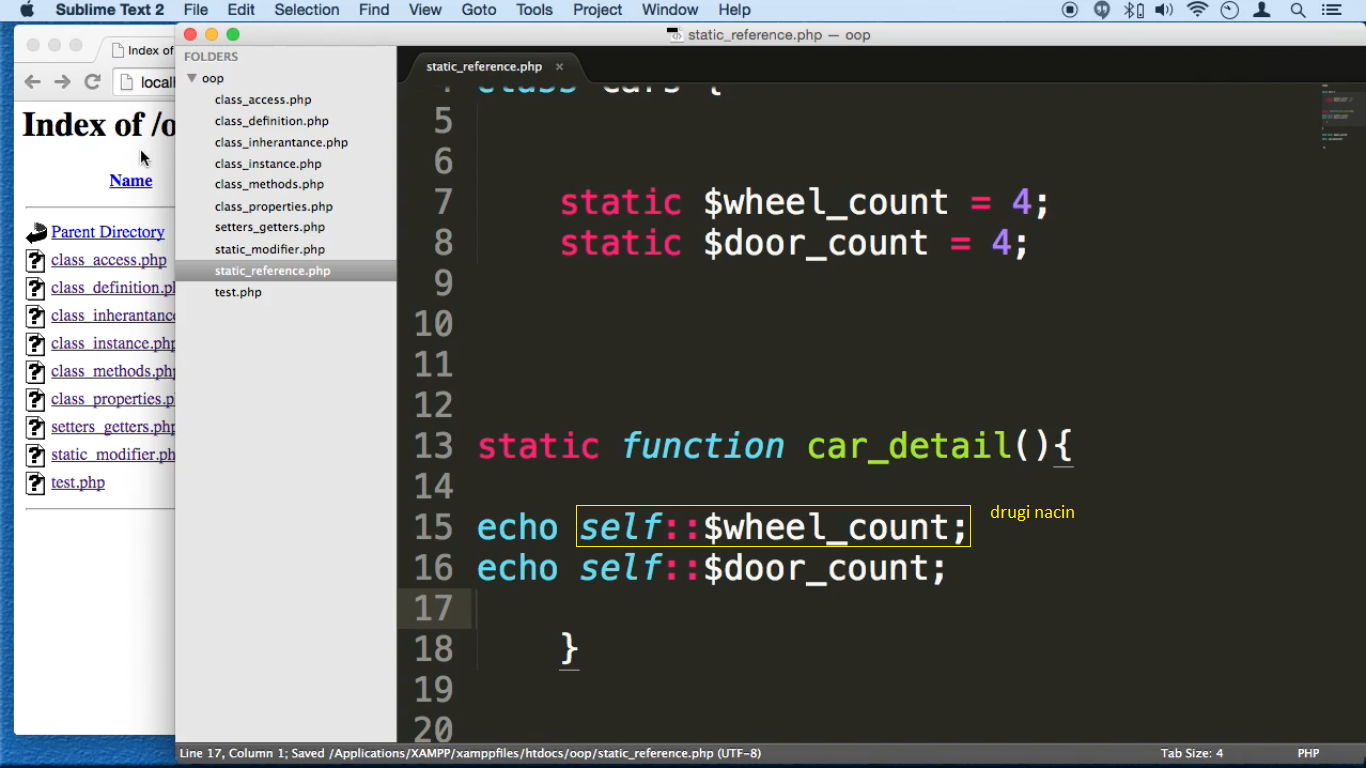 Sublime Text 2 File Edit Selection Find View Goto Tools Project Window Help
static_reference.php — oop
Index of
locall
Index of /o
Name
Parent Directory
class_access.php
class_definition.ph
class_inherantance
class_instance.php
class_methods.php
class_properties.p
setters_getters.php
static_modifier.ph
test.php
FOLDERS
oop
class_access.php
class_definition.php
class_inherantance.php
class_instance.php
class_methods.php
class_properties.php
setters_getters.php
static_modifier.php
static_reference.php
test.php
static_reference.php ×
4 class Cars {
5
6
7 static $wheel_count = 4;
8 static $door_count = 4;
9
10
11
12
13 static function car_detail(){
14
15 echo self::$wheel_count;
drugi nacin
16 echo self::$door_count;
17
18 }
19
20
Line 17, Column 1; Saved /Applications/XAMPP/xamppfiles/htdocs/oop/static_reference.php (UTF-8)
Tab Size: 4
PHP